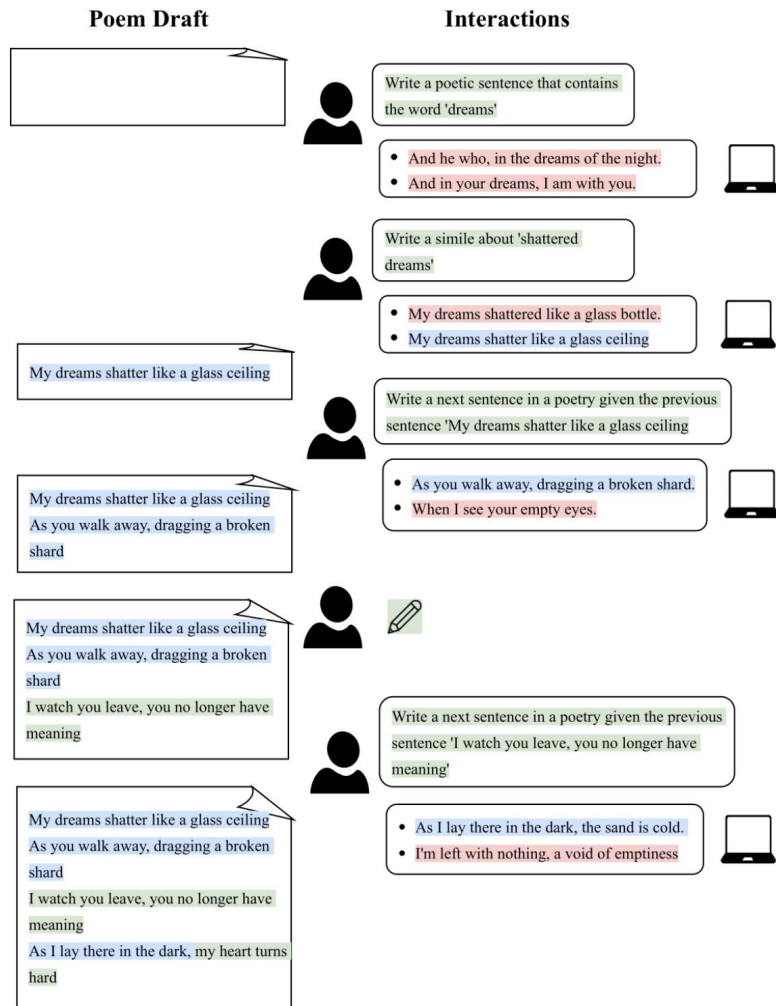 Poem Draft
Interactions
Write a poetic sentence that contains
the word 'dreams'
And he who, in the dreams of the night.
And in your dreams, I am with you.
Write a simile about 'shattered
dreams'
My dreams shattered like a glass bottle.
My dreams shatter like a glass ceiling
My dreams shatter like a glass ceiling
Write a next sentence in a poetry given the previous
sentence 'My dreams shatter like a glass ceiling
As you walk away, dragging a broken shard.
When I see your empty eyes.
My dreams shatter like a glass ceiling
As you walk away, dragging a broken
shard
My dreams shatter like a glass ceiling
As you walk away, dragging a broken
shard
I watch you leave, you no longer have
meaning
Write a next sentence in a poetry given the previous
sentence 'I watch you leave, you no longer have
meaning'
As I lay there in the dark, the sand is cold.
I'm left with nothing, a void of emptiness
My dreams shatter like a glass ceiling
As you walk away, dragging a broken
shard
I watch you leave, you no longer have
meaning
As I lay there in the dark, my heart turns
hard